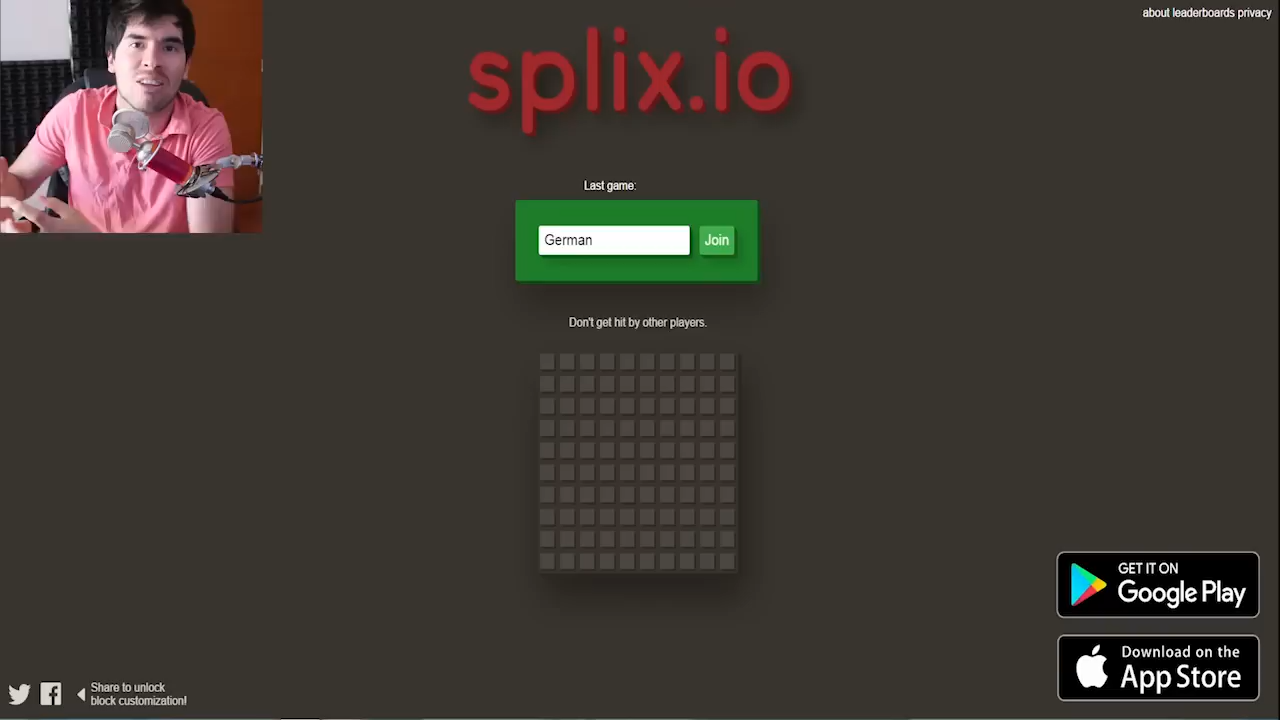 about leaderboards privacy
splix.io
Last game:
German
Join
Don't get hit by other players.
GET IT ON
Google Play
Download on the
App Store
Share to unlock
block customization!